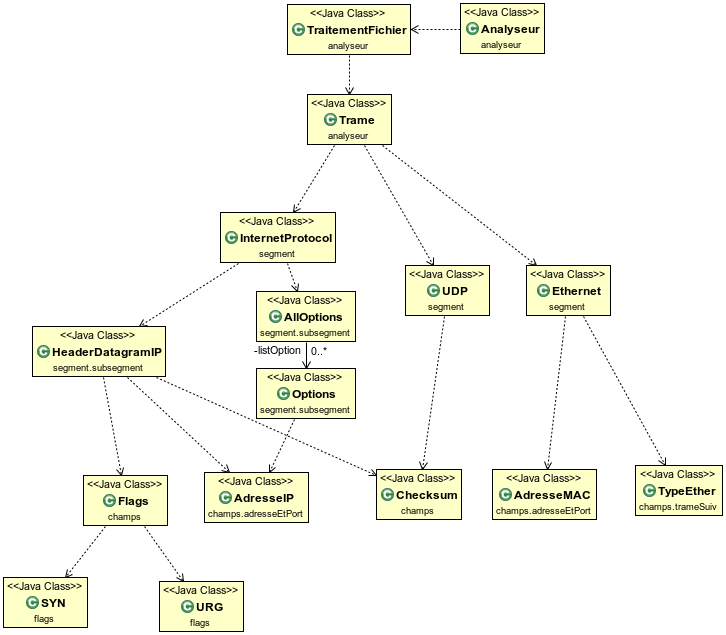 <<Java Class>>
TraitementFichier
analyseur
<<Java Class>>
Analyseur
analyseur
<<Java Class>>
Trame
analyseur
<<Java Class>>
InternetProtocol
segment
<<Java Class>>
UDP
segment
<<Java Class>>
Ethernet
segment
<<Java Class>>
AllOptions
segment.subsegment
<<Java Class>>
HeaderDatagramIP
segment.subsegment
-listOption 0..*
<<Java Class>>
Options
segment.subsegment
<<Java Class>>
Flags
champs
<<Java Class>>
AdresseIP
champs.adresseEtPort
<<Java Class>>
Checksum
champs
<<Java Class>>
AdresseMAC
champs.adresseEtPort
<<Java Class>>
TypeEther
champs.trameSuiv
<<Java Class>>
SYN
flags
<<Java Class>>
URG
flags